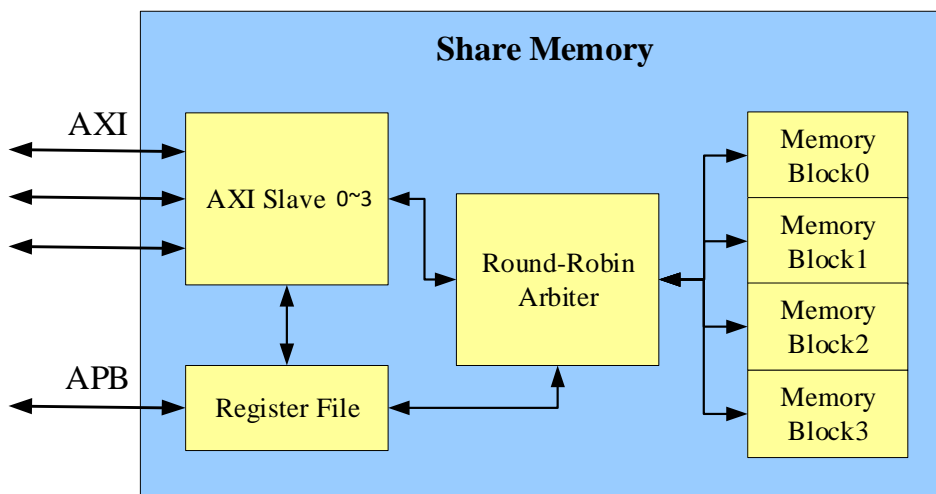 Share Memory
AXI
AXI Slave 0~3
Memory
Block0
Memory
Block1
Round-Robin
Arbiter
Memory
Block2
APB
Register File
Memory
Block3